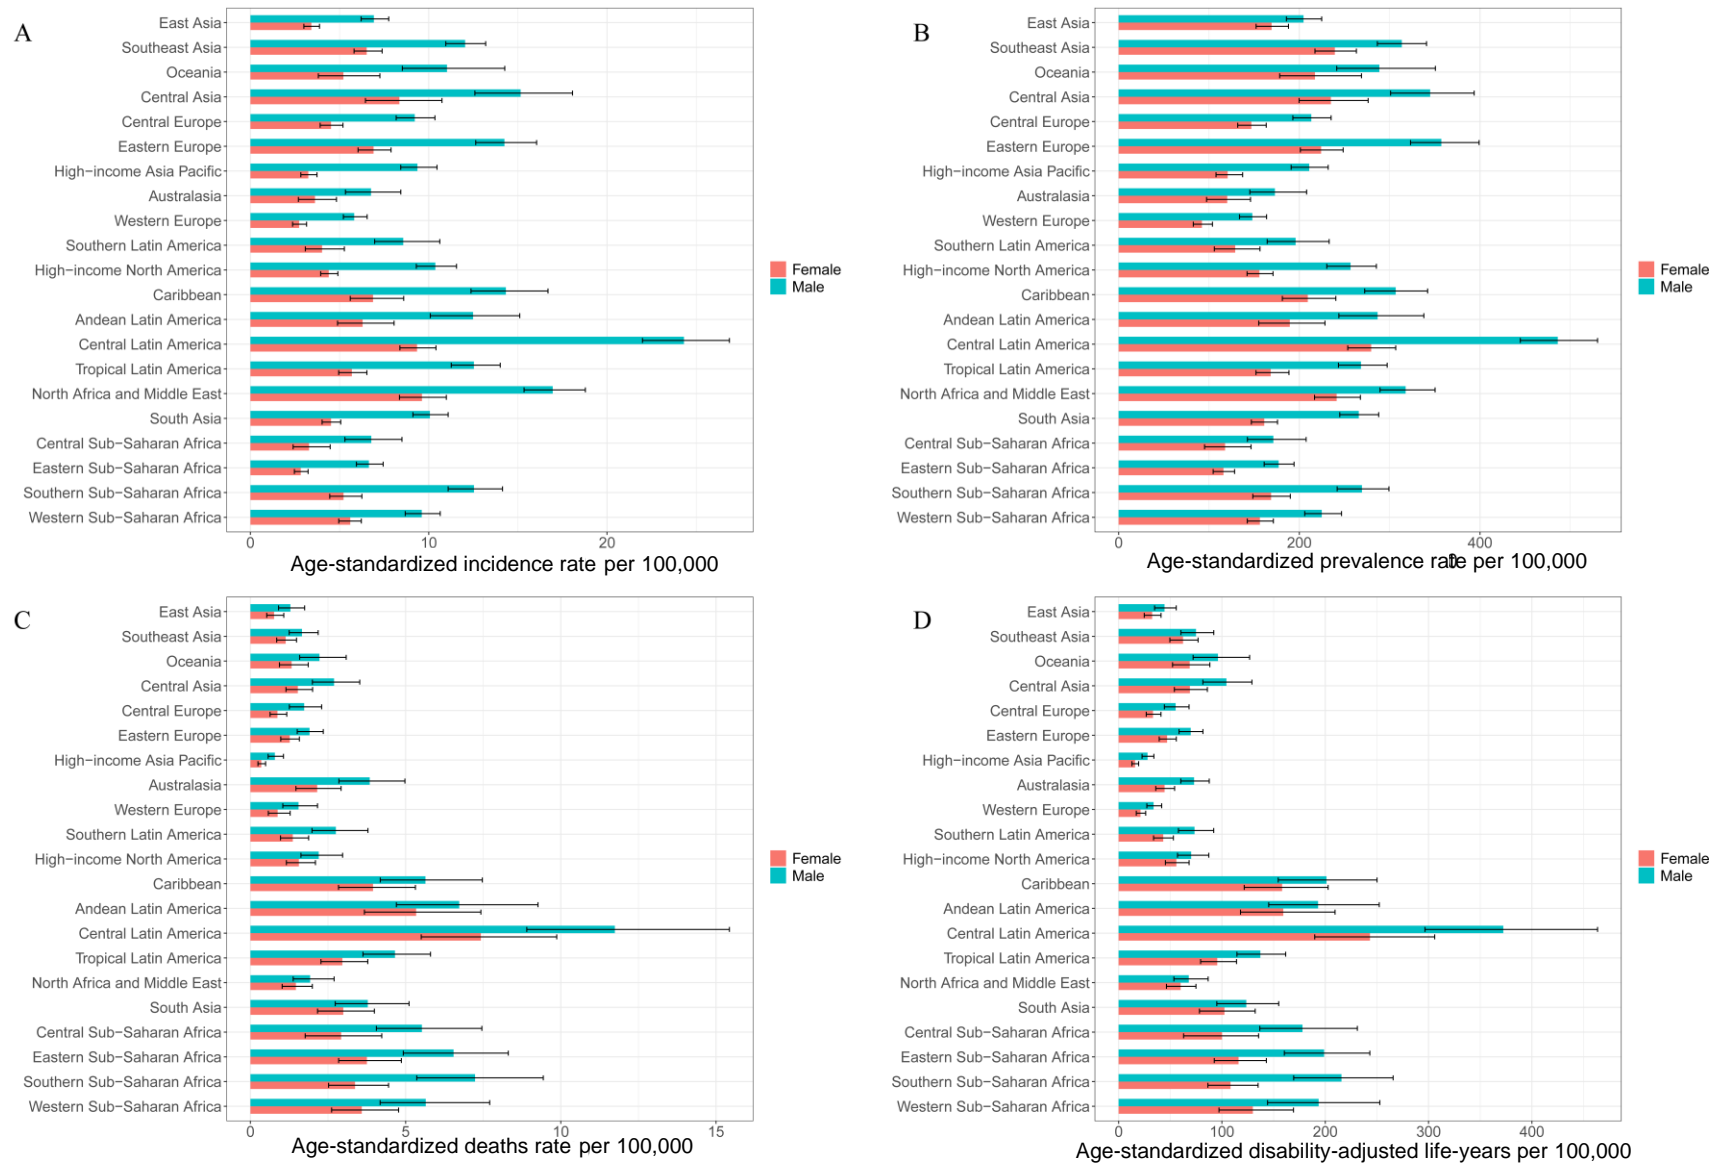 A
East Asia
Southeast Asia
Oceania
Central Asia
Central Europe
Eastern Europe
High-income Asia Pacific
Australasia
Western Europe
Southern Latin America
High-income North America
Caribbean
Andean Latin America
Central Latin America
Tropical Latin America
North Africa and Middle East
South Asia
Central Sub-Saharan Africa
Eastern Sub-Saharan Africa
Southern Sub-Saharan Africa
Western Sub-Saharan Africa
0 10 20
Age-standardized incidence rate per 100,000
Female
Male
B
East Asia
Southeast Asia
Oceania
Central Asia
Central Europe
Eastern Europe
High-income Asia Pacific
Australasia
Western Europe
Southern Latin America
High-income North America
Caribbean
Andean Latin America
Central Latin America
Tropical Latin America
North Africa and Middle East
South Asia
Central Sub-Saharan Africa
Eastern Sub-Saharan Africa
Southern Sub-Saharan Africa
Western Sub-Saharan Africa
0 200 400
Age-standardized prevalence rate per 100,000
Female
Male
C
East Asia
Southeast Asia
Oceania
Central Asia
Central Europe
Eastern Europe
High-income Asia Pacific
Australasia
Western Europe
Southern Latin America
High-income North America
Caribbean
Andean Latin America
Central Latin America
Tropical Latin America
North Africa and Middle East
South Asia
Central Sub-Saharan Africa
Eastern Sub-Saharan Africa
Southern Sub-Saharan Africa
Western Sub-Saharan Africa
0 5 10 15
Age-standardized deaths rate per 100,000
Female
Male
D
East Asia
Southeast Asia
Oceania
Central Asia
Central Europe
Eastern Europe
High-income Asia Pacific
Australasia
Western Europe
Southern Latin America
High-income North America
Caribbean
Andean Latin America
Central Latin America
Tropical Latin America
North Africa and Middle East
South Asia
Central Sub-Saharan Africa
Eastern Sub-Saharan Africa
Southern Sub-Saharan Africa
Western Sub-Saharan Africa
0 100 200 300 400
Age-standardized disability-adjusted life-years per 100,000
Female
Male